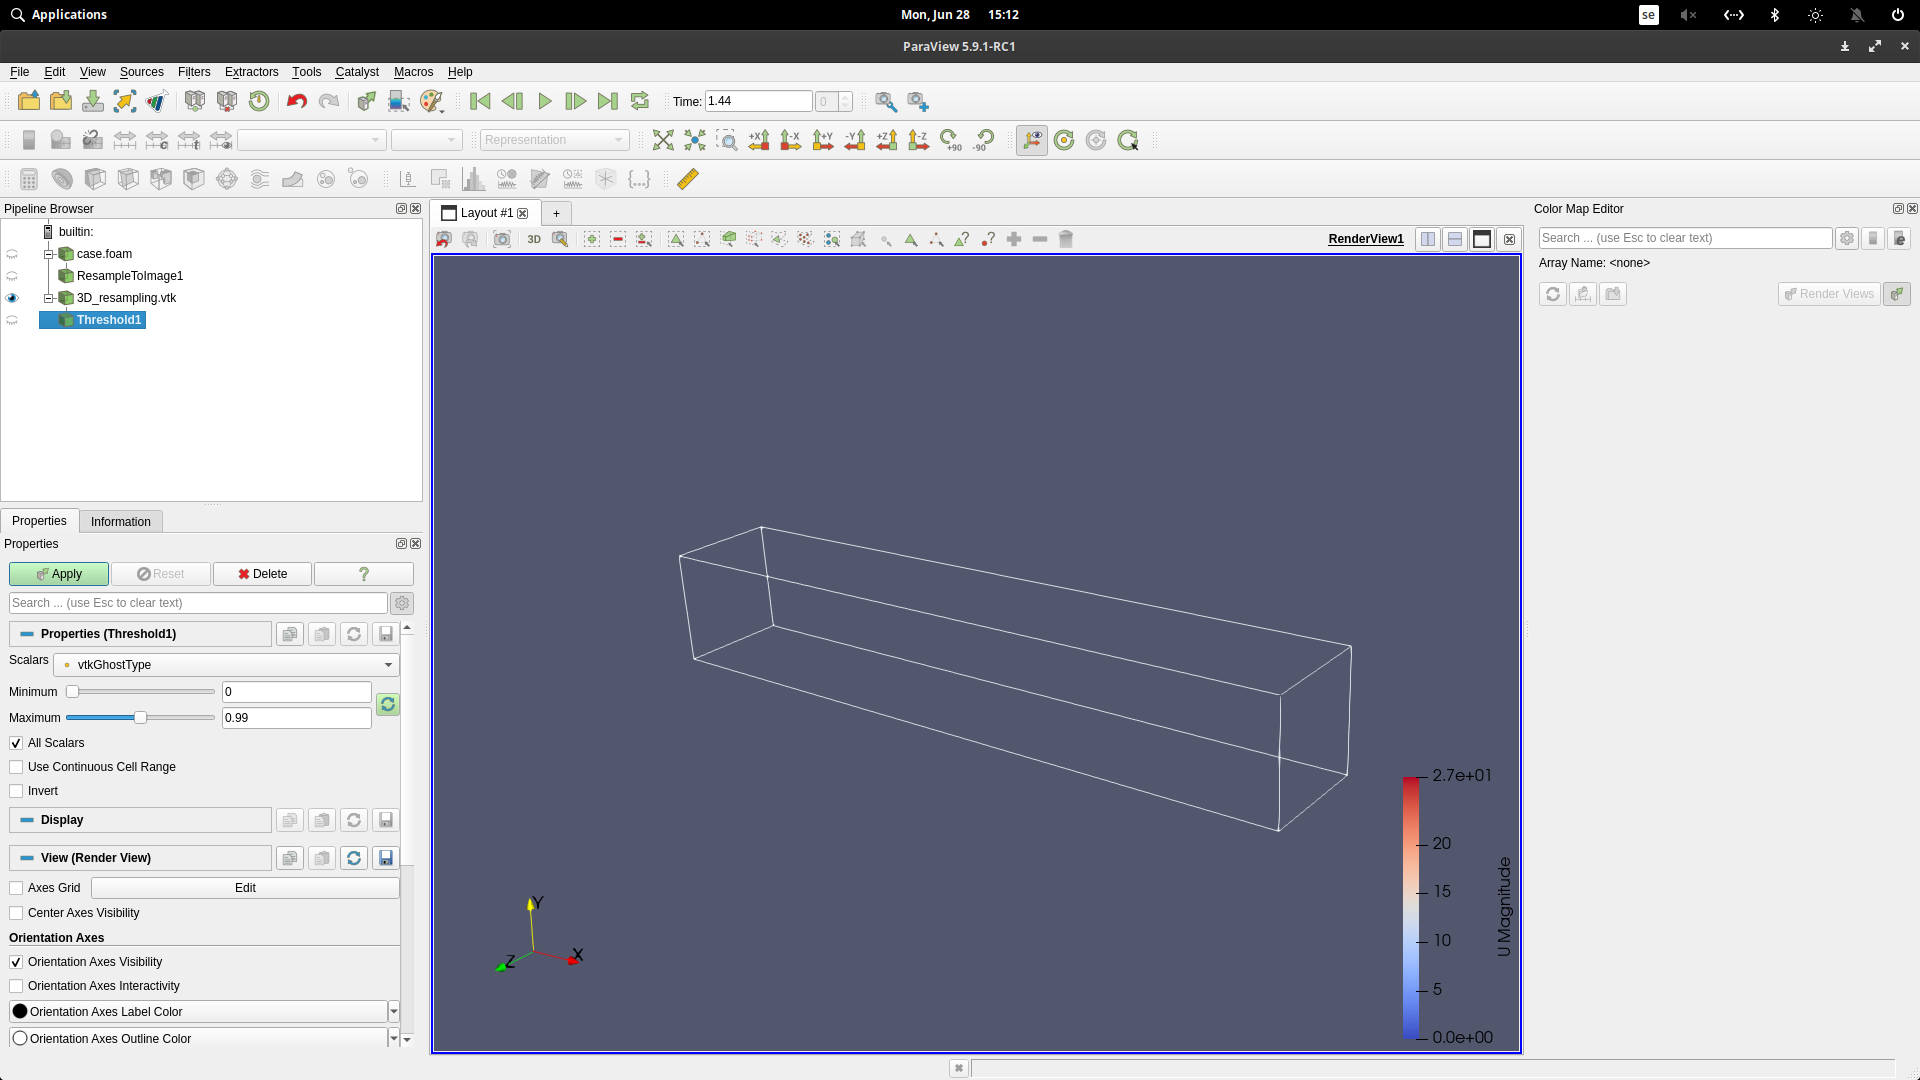 Applications
Mon, Jun 28 15:12
se
ParaView 5.9.1-RC1
File Edit View Sources Filters Extractors Tools Catalyst Macros Help
Time: 1.44
0
Representation
+X -X +Y -Y +Z -Z +90 -90
Pipeline Browser
builtin:
case.foam
ResampleToImage1
3D_resampling.vtk
Threshold1
Properties Information
Properties
Apply Reset Delete ?
Search ... (use Esc to clear text)
Properties (Threshold1)
Scalars vtkGhostType
Minimum 0
Maximum 0.99
All Scalars
Use Continuous Cell Range
Invert
Display
View (Render View)
Axes Grid Edit
Center Axes Visibility
Orientation Axes
Orientation Axes Visibility
Orientation Axes Interactivity
Orientation Axes Label Color
Orientation Axes Outline Color
Layout #1 +
3D
RenderView1
Y
Z
X
2.7e+01
20
15
10
5
0.0e+00
U Magnitude
Color Map Editor
Search ... (use Esc to clear text)
Array Name: <none>
Render Views